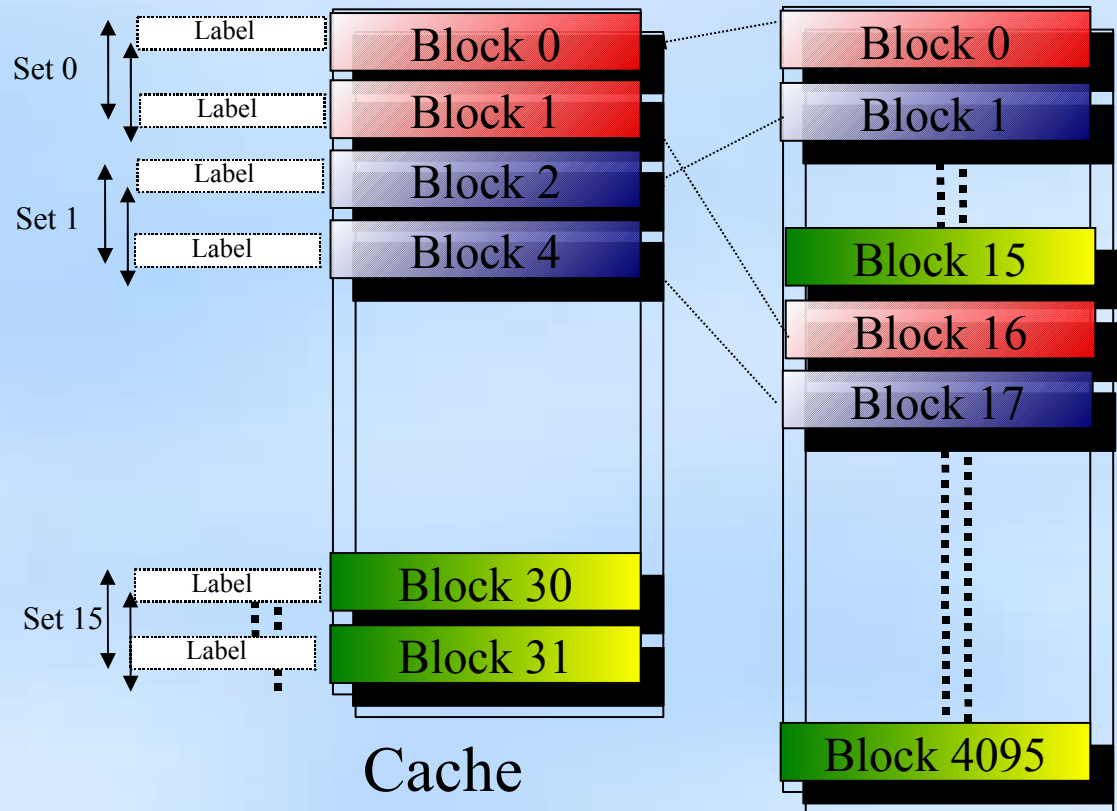 Set 0
Label
Label
Set 1
Label
Label
Set 15
Label
Label
Block 0
Block 1
Block 2
Block 4
Block 30
Block 31
Cache
Block 0
Block 1
Block 15
Block 16
Block 17
Block 4095